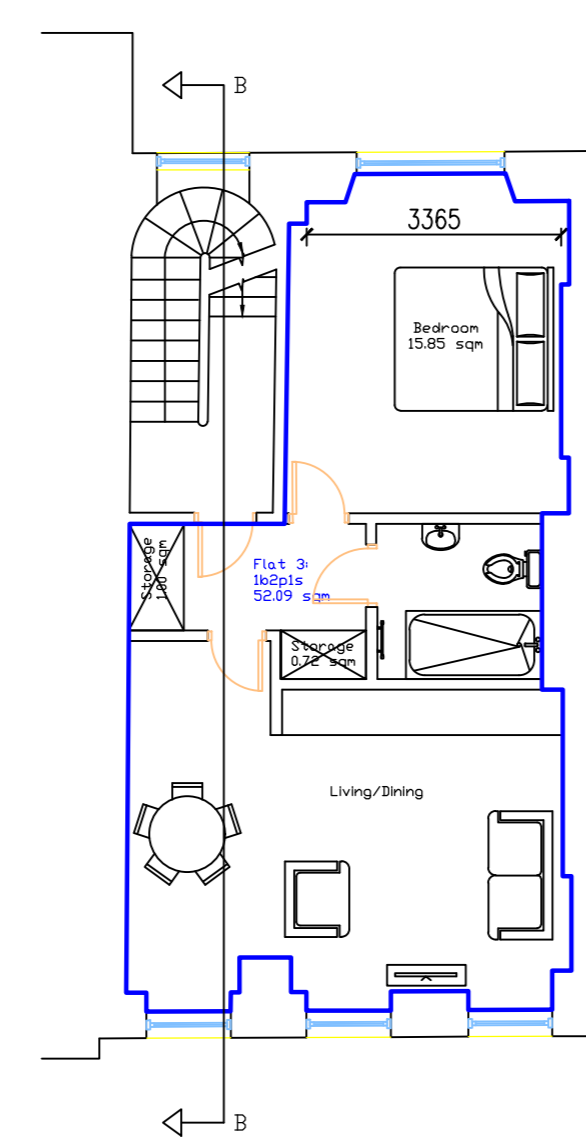 B
3365
Bedroom
15.85 sqm
Storage
1.00 sqm
Flat 3:
1b2p1s
52.09 sqm
Storage
0.72 sqm
Living/Dining
B